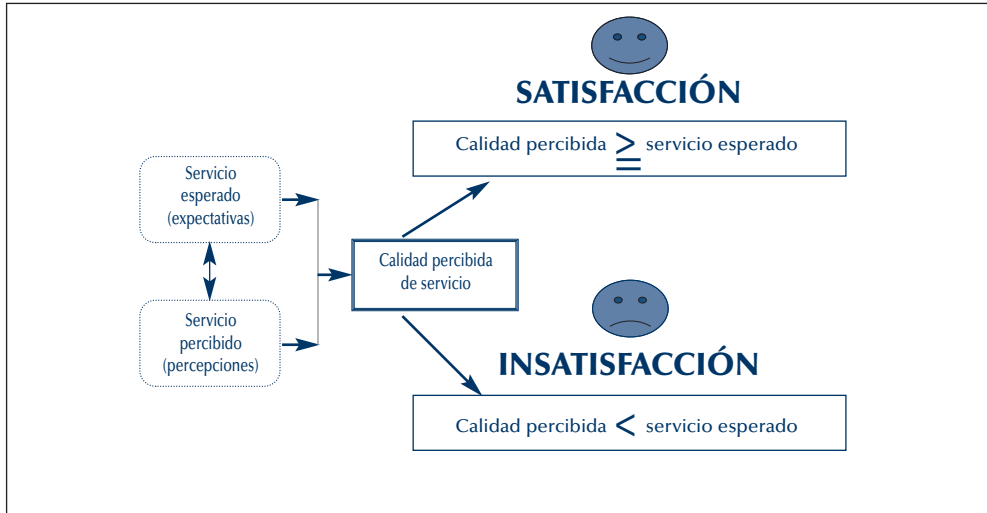 SATISFACCIÓN
Calidad percibida ≧ servicio esperado
Servicio
esperado
(expectativas)
Calidad percibida
de servicio
Servicio
percibido
(percepciones)
INSATISFACCIÓN
Calidad percibida < servicio esperado